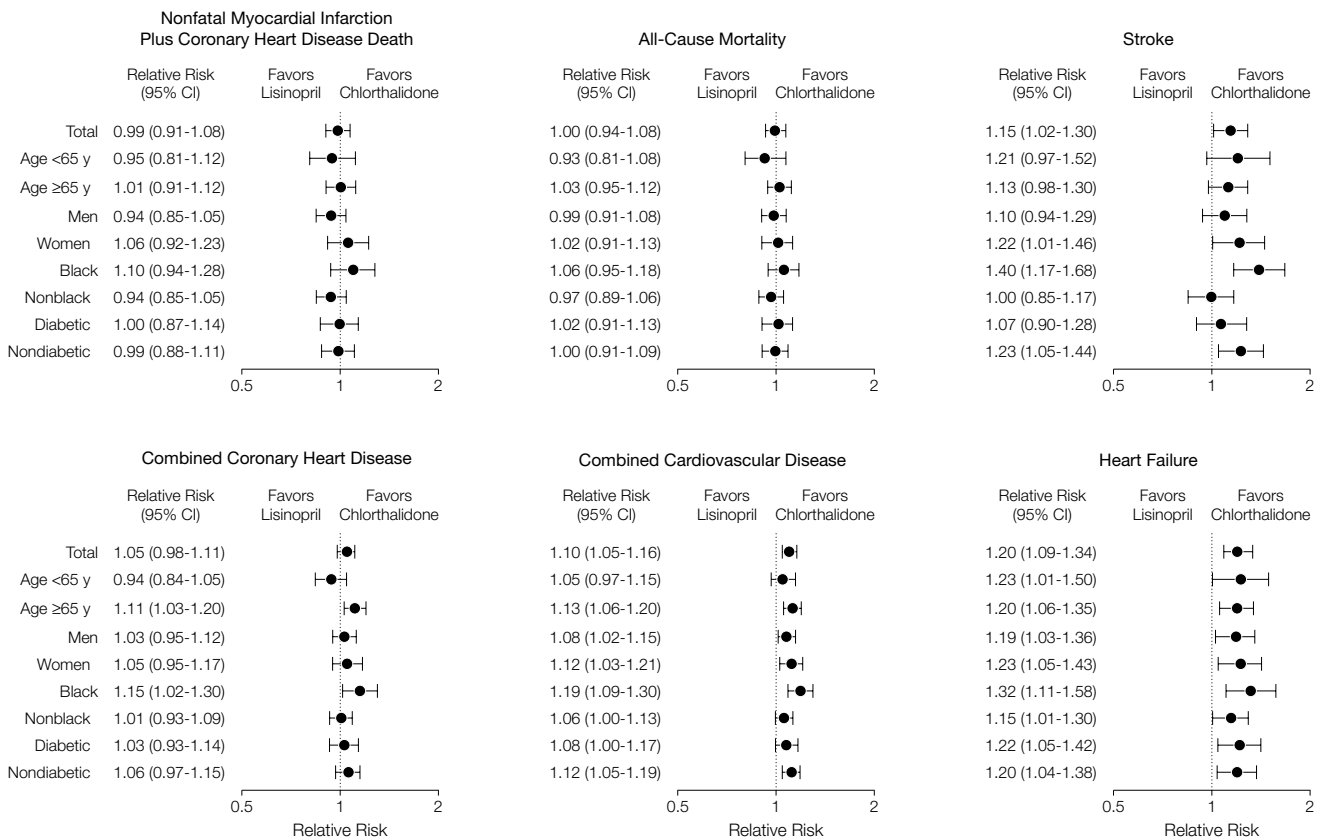 Nonfatal Myocardial Infarction
Plus Coronary Heart Disease Death
Relative Risk
(95% CI)
Favors
Lisinopril
Favors
Chlorthalidone
Total 0.99 (0.91-1.08)
Age <65 y 0.95 (0.81-1.12)
Age ≥65 y 1.01 (0.91-1.12)
Men 0.94 (0.85-1.05)
Women 1.06 (0.92-1.23)
Black 1.10 (0.94-1.28)
Nonblack 0.94 (0.85-1.05)
Diabetic 1.00 (0.87-1.14)
Nondiabetic 0.99 (0.88-1.11)
0.5 1 2
All-Cause Mortality
Relative Risk
(95% CI)
Favors
Lisinopril
Favors
Chlorthalidone
1.00 (0.94-1.08)
0.93 (0.81-1.08)
1.03 (0.95-1.12)
0.99 (0.91-1.08)
1.02 (0.91-1.13)
1.06 (0.95-1.18)
0.97 (0.89-1.06)
1.02 (0.91-1.13)
1.00 (0.91-1.09)
0.5 1 2
Stroke
Relative Risk
(95% CI)
Favors
Lisinopril
Favors
Chlorthalidone
1.15 (1.02-1.30)
1.21 (0.97-1.52)
1.13 (0.98-1.30)
1.10 (0.94-1.29)
1.22 (1.01-1.46)
1.40 (1.17-1.68)
1.00 (0.85-1.17)
1.07 (0.90-1.28)
1.23 (1.05-1.44)
0.5 1 2
Combined Coronary Heart Disease
Relative Risk
(95% CI)
Favors
Lisinopril
Favors
Chlorthalidone
Total 1.05 (0.98-1.11)
Age <65 y 0.94 (0.84-1.05)
Age ≥65 y 1.11 (1.03-1.20)
Men 1.03 (0.95-1.12)
Women 1.05 (0.95-1.17)
Black 1.15 (1.02-1.30)
Nonblack 1.01 (0.93-1.09)
Diabetic 1.03 (0.93-1.14)
Nondiabetic 1.06 (0.97-1.15)
0.5 1 2
Relative Risk
Combined Cardiovascular Disease
Relative Risk
(95% CI)
Favors
Lisinopril
Favors
Chlorthalidone
1.10 (1.05-1.16)
1.05 (0.97-1.15)
1.13 (1.06-1.20)
1.08 (1.02-1.15)
1.12 (1.03-1.21)
1.19 (1.09-1.30)
1.06 (1.00-1.13)
1.08 (1.00-1.17)
1.12 (1.05-1.19)
0.5 1 2
Relative Risk
Heart Failure
Relative Risk
(95% CI)
Favors
Lisinopril
Favors
Chlorthalidone
1.20 (1.09-1.34)
1.23 (1.01-1.50)
1.20 (1.06-1.35)
1.19 (1.03-1.36)
1.23 (1.05-1.43)
1.32 (1.11-1.58)
1.15 (1.01-1.30)
1.22 (1.05-1.42)
1.20 (1.04-1.38)
0.5 1 2
Relative Risk